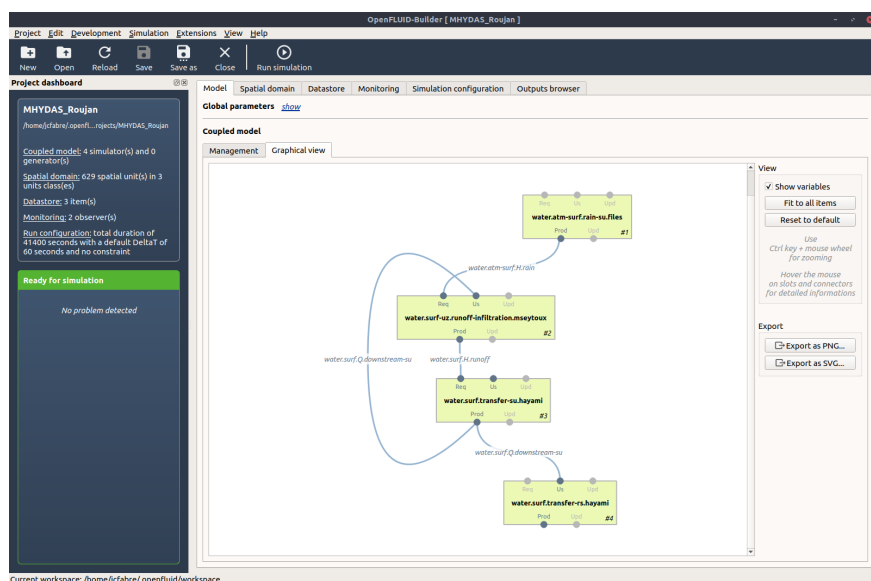 OpenFLUID-Builder [ MHYDAS_Roujan ]
Project Edit Development Simulation Extensions View Help
New Open Reload Save Save as Close Run simulation
Project dashboard
MHYDAS_Roujan
/home/jcfabre/.openfl...rojects/MHYDAS_Roujan
Coupled model: 4 simulator(s) and 0
generator(s)
Spatial domain: 629 spatial unit(s) in 3
units class(es)
Datastore: 3 item(s)
Monitoring: 2 observer(s)
Run configuration: total duration of
41400 seconds with a default DeltaT of
60 seconds and no constraint
Ready for simulation
No problem detected
Model Spatial domain Datastore Monitoring Simulation configuration Outputs browser
Global parameters show
Coupled model
Management Graphical view
Req Us Upd
water.atm-surf.rain-su.files
Prod Upd #1
water.atm-surf.H.rain
Req Us Upd
water.surf-uz.runoff-infiltration.mseytoux
Prod Upd #2
water.surf.Q.downstream-su water.surf.H.runoff
Req Us Upd
water.surf.transfer-su.hayami
Prod Upd #3
water.surf.Q.downstream-su
Req Us Upd
water.surf.transfer-rs.hayami
Prod Upd #4
View
Show variables
Fit to all items
Reset to default
Use
Ctrl key + mouse wheel
for zooming
Hover the mouse
on slots and connectors
for detailed informations
Export
Export as PNG...
Export as SVG...
Current workspace: /home/jcfabre/.openfluid/workspace